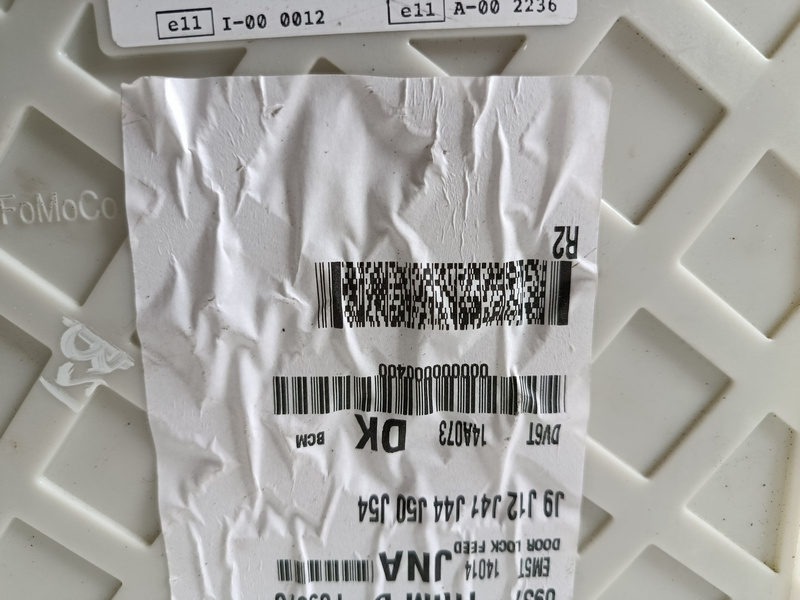 e11 I-00 0012
e11 A-00 2236
FoMoCo
EM5T 14014 JNA
DOOR LOCK FEED
J9 J12 J41 J44 J50 J54
DV6T 14A073 DK BCM
R2